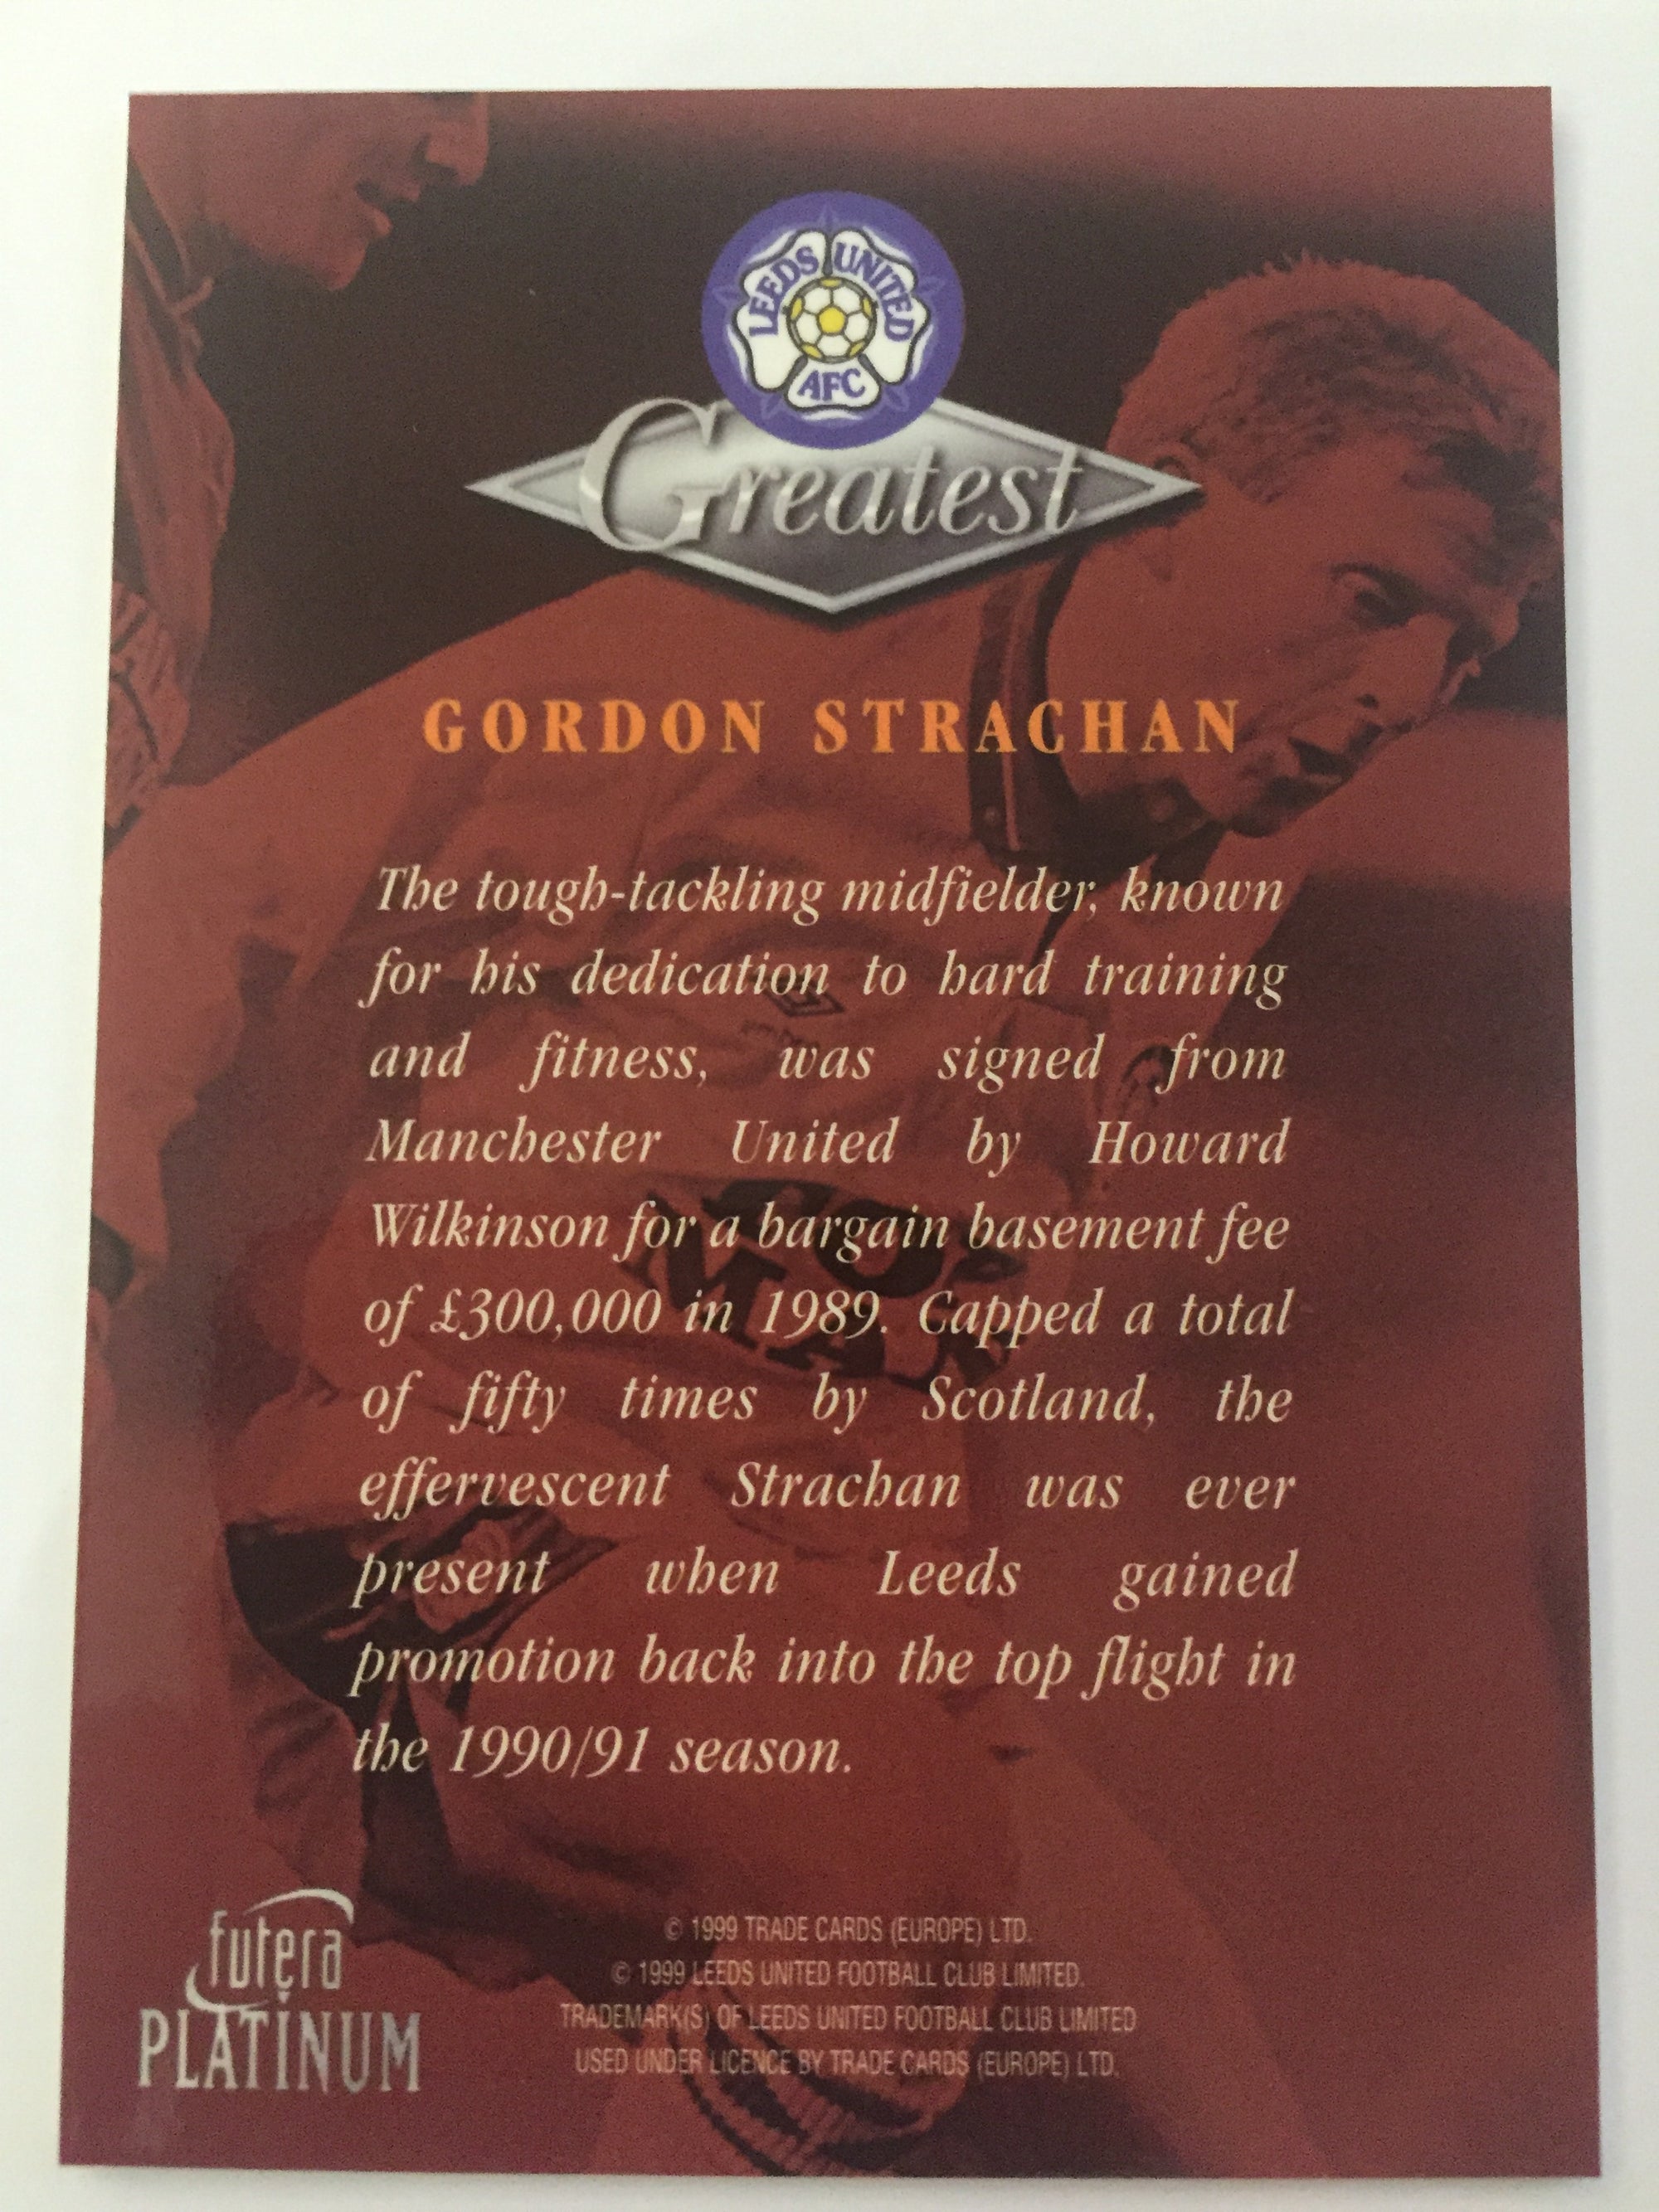 LEEDS UNITED
AFC
Greatest
GORDON STRACHAN
The tough-tackling midfielder, known
for his dedication to hard training
and fitness, was signed from
Manchester United by Howard
Wilkinson for a bargain basement fee
of £300,000 in 1989. Capped a total
of fifty times by Scotland, the
effervescent Strachan was ever
present when Leeds gained
promotion back into the top flight in
the 1990/91 season.
futera
PLATINUM
© 1999 TRADE CARDS (EUROPE) LTD.
© 1999 LEEDS UNITED FOOTBALL CLUB LIMITED.
TRADEMARK(S) OF LEEDS UNITED FOOTBALL CLUB LIMITED
USED UNDER LICENCE BY TRADE CARDS (EUROPE) LTD.